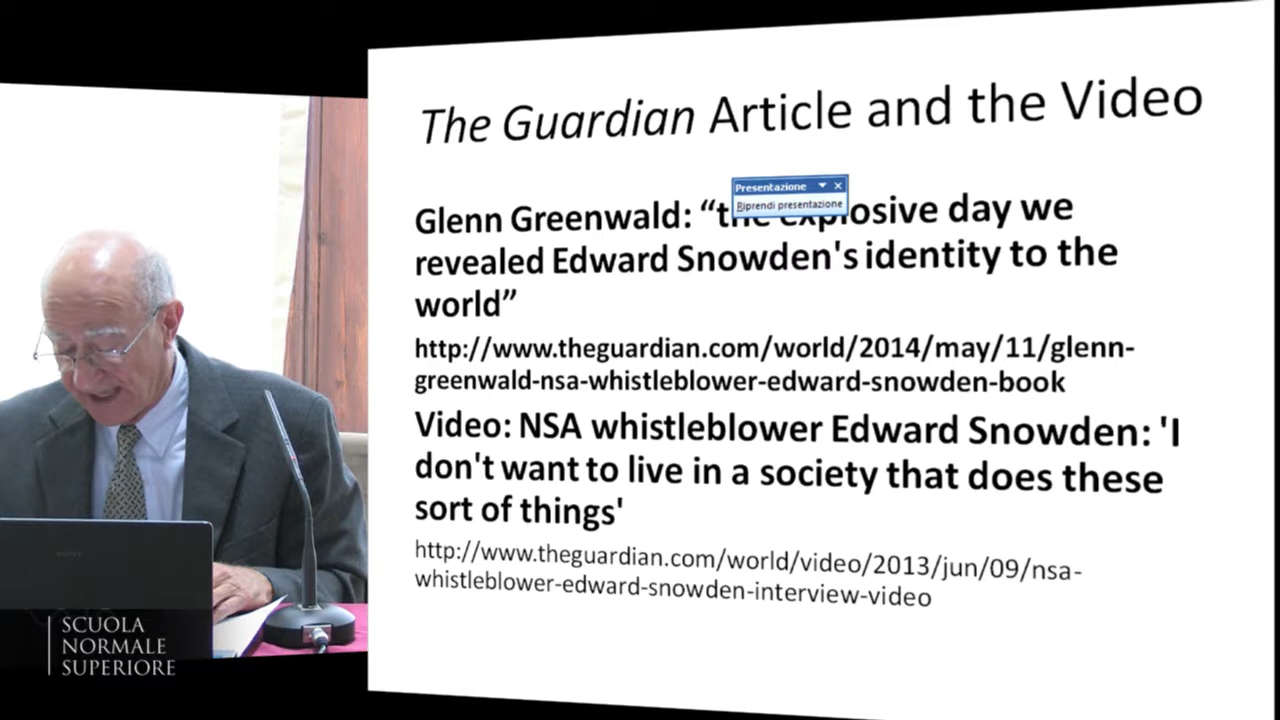 The Guardian Article and the Video
Presentazione
Riprendi presentazione
Glenn Greenwald: “the explosive day we
revealed Edward Snowden's identity to the
world”
http://www.theguardian.com/world/2014/may/11/glenn-
greenwald-nsa-whistleblower-edward-snowden-book
Video: NSA whistleblower Edward Snowden: 'I
don't want to live in a society that does these
sort of things'
http://www.theguardian.com/world/video/2013/jun/09/nsa-
whistleblower-edward-snowden-interview-video
SCUOLA
NORMALE
SUPERIORE